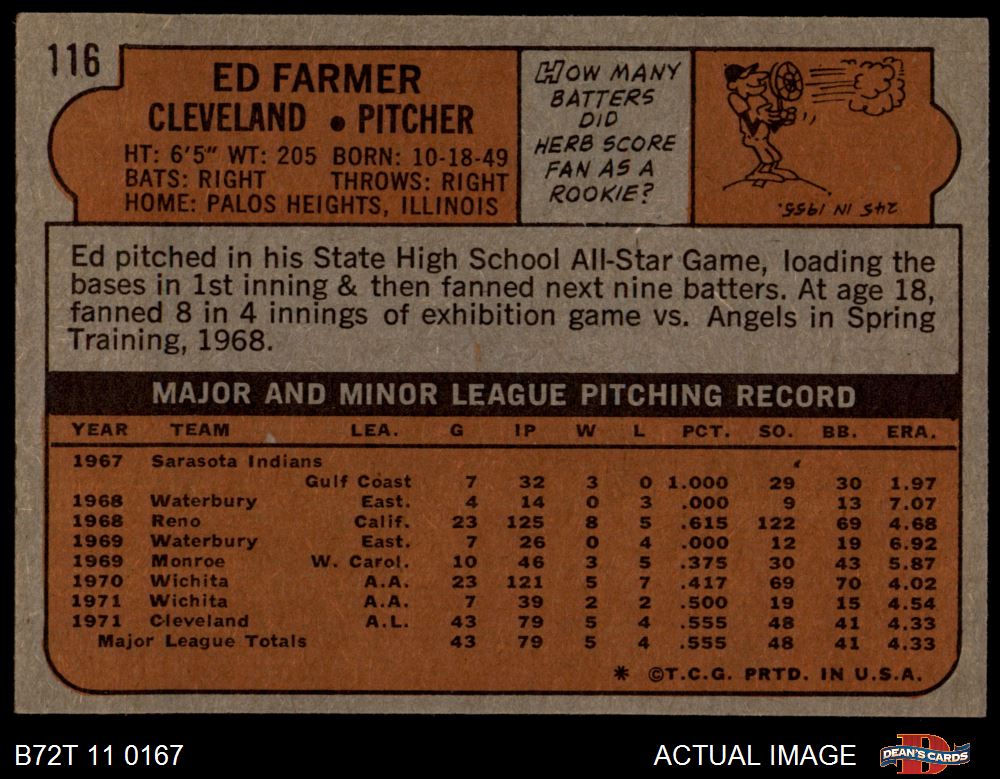 116
ED FARMER
CLEVELAND • PITCHER
HT: 6'5" WT: 205 BORN: 10-18-49
BATS: RIGHT THROWS: RIGHT
HOME: PALOS HEIGHTS, ILLINOIS
HOW MANY
BATTERS
DID
HERB SCORE
FAN AS A
ROOKIE?
245 IN 1955.
Ed pitched in his State High School All-Star Game, loading the
bases in 1st inning & then fanned next nine batters. At age 18,
fanned 8 in 4 innings of exhibition game vs. Angels in Spring
Training, 1968.
MAJOR AND MINOR LEAGUE PITCHING RECORD
YEAR TEAM LEA. G IP W L PCT. SO. BB. ERA.
1967 Sarasota Indians
Gulf Coast 7 32 3 0 1.000 29 30 1.97
1968 Waterbury East. 4 14 0 3 .000 9 13 7.07
1968 Reno Calif. 23 125 8 5 .615 122 69 4.68
1969 Waterbury East. 7 26 0 4 .000 12 19 6.92
1969 Monroe W. Carol. 10 46 3 5 .375 30 43 5.87
1970 Wichita A.A. 23 121 5 7 .417 69 70 4.02
1971 Wichita A.A. 7 39 2 2 .500 19 15 4.54
1971 Cleveland A.L. 43 79 5 4 .555 48 41 4.33
Major League Totals 43 79 5 4 .555 48 41 4.33
* ©T.C.G. PRTD. IN U.S.A.
B72T 11 0167
ACTUAL IMAGE
DEAN'S CARDS